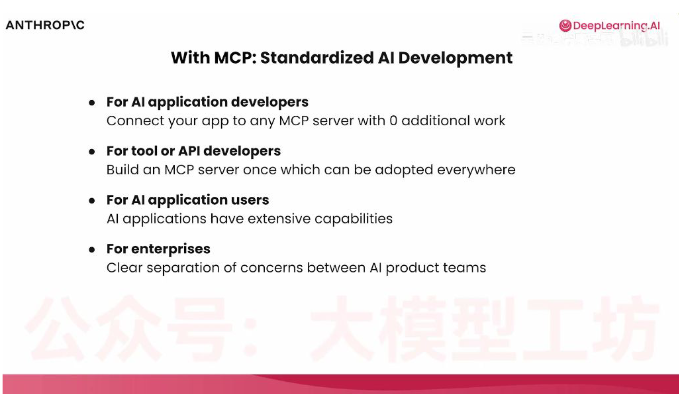 ANTHROP\C
DeepLearning.AI
bilibili
With MCP: Standardized AI Development
● For AI application developers
Connect your app to any MCP server with 0 additional work
● For tool or API developers
Build an MCP server once which can be adopted everywhere
● For AI application users
AI applications have extensive capabilities
● For enterprises
Clear separation of concerns between AI product teams
公众号：大模型工坊